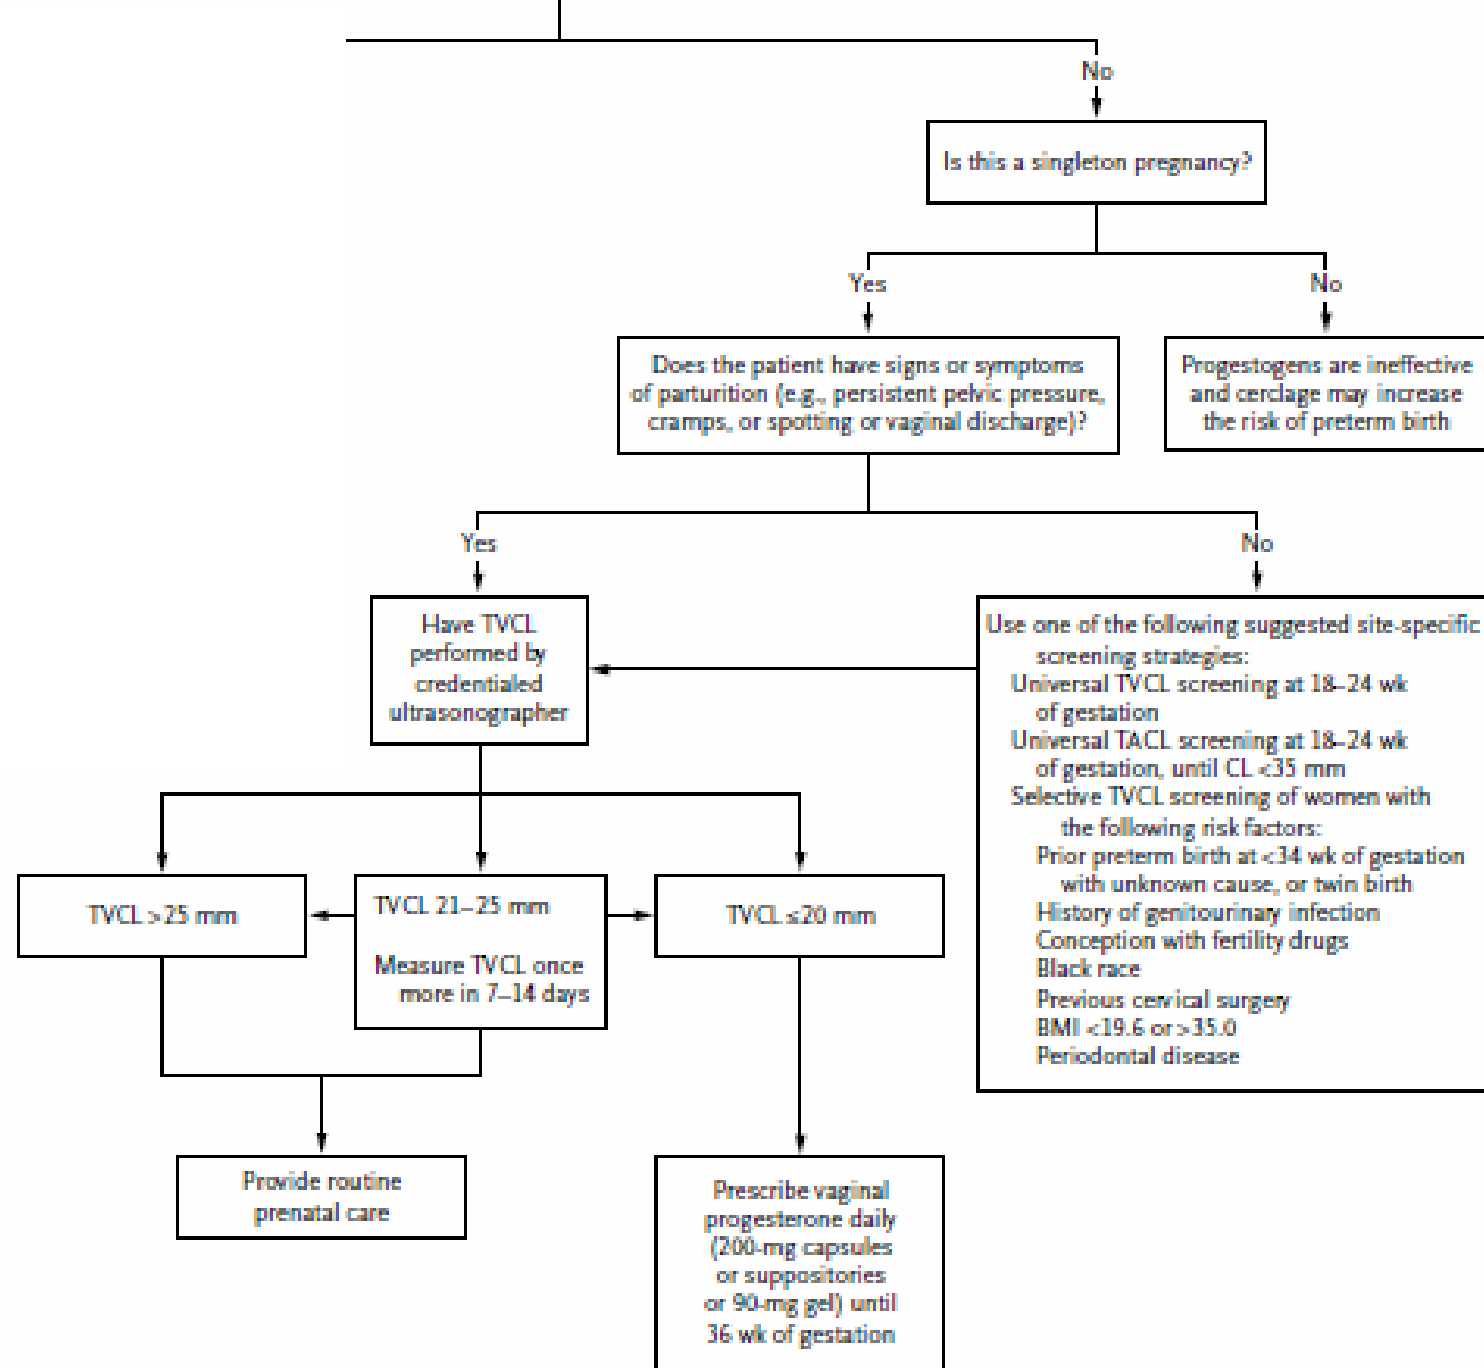 No
Is this a singleton pregnancy?
Yes
No
Does the patient have signs or symptoms
of parturition (e.g., persistent pelvic pressure,
cramps, or spotting or vaginal discharge)?
Progestogens are ineffective
and cerclage may increase
the risk of preterm birth
Yes
No
Have TVCL
performed by
credentialed
ultrasonographer
Use one of the following suggested site-specific
screening strategies:
Universal TVCL screening at 18–24 wk
of gestation
Universal TACL screening at 18–24 wk
of gestation, until CL <35 mm
Selective TVCL screening of women with
the following risk factors:
Prior preterm birth at <34 wk of gestation
with unknown cause, or twin birth
History of genitourinary infection
Conception with fertility drugs
Black race
Previous cervical surgery
BMI <19.6 or >35.0
Periodontal disease
TVCL >25 mm
TVCL 21–25 mm
Measure TVCL once
more in 7–14 days
TVCL ≤20 mm
Provide routine
prenatal care
Prescribe vaginal
progesterone daily
(200-mg capsules
or suppositories
or 90-mg gel) until
36 wk of gestation